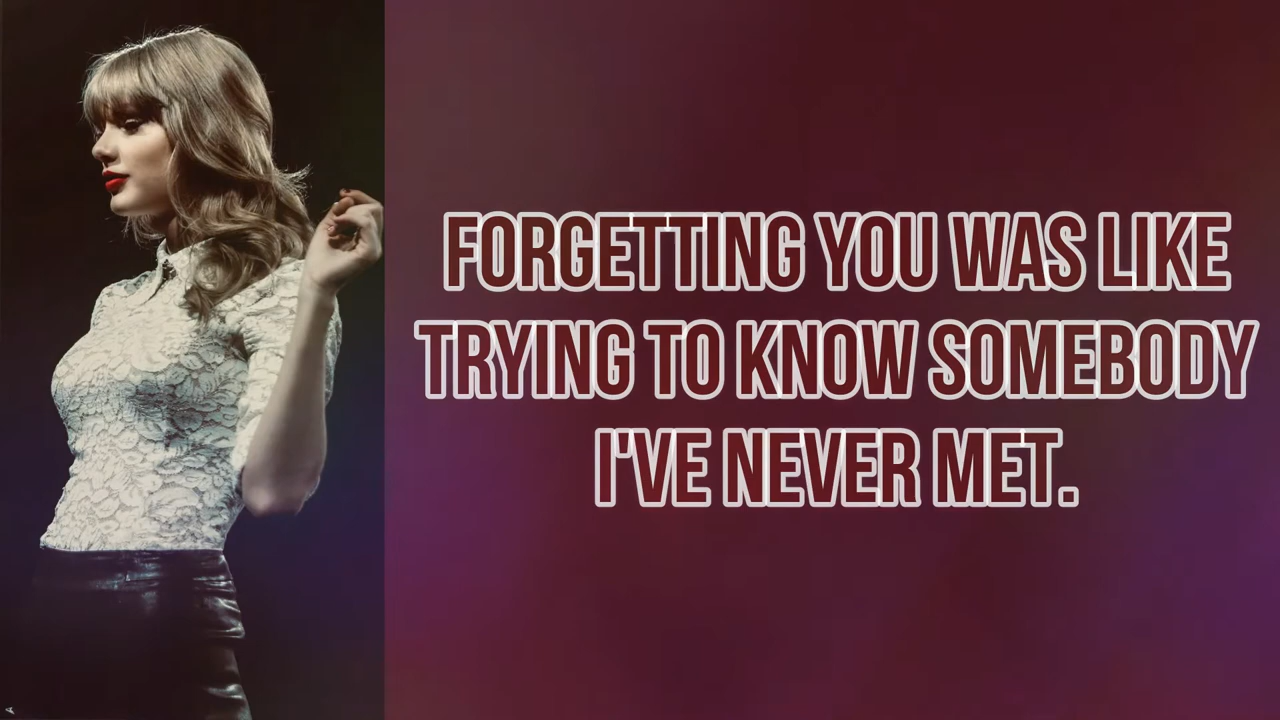 FORGETTING YOU WAS LIKE
TRYING TO KNOW SOMEBODY
I'VE NEVER MET.